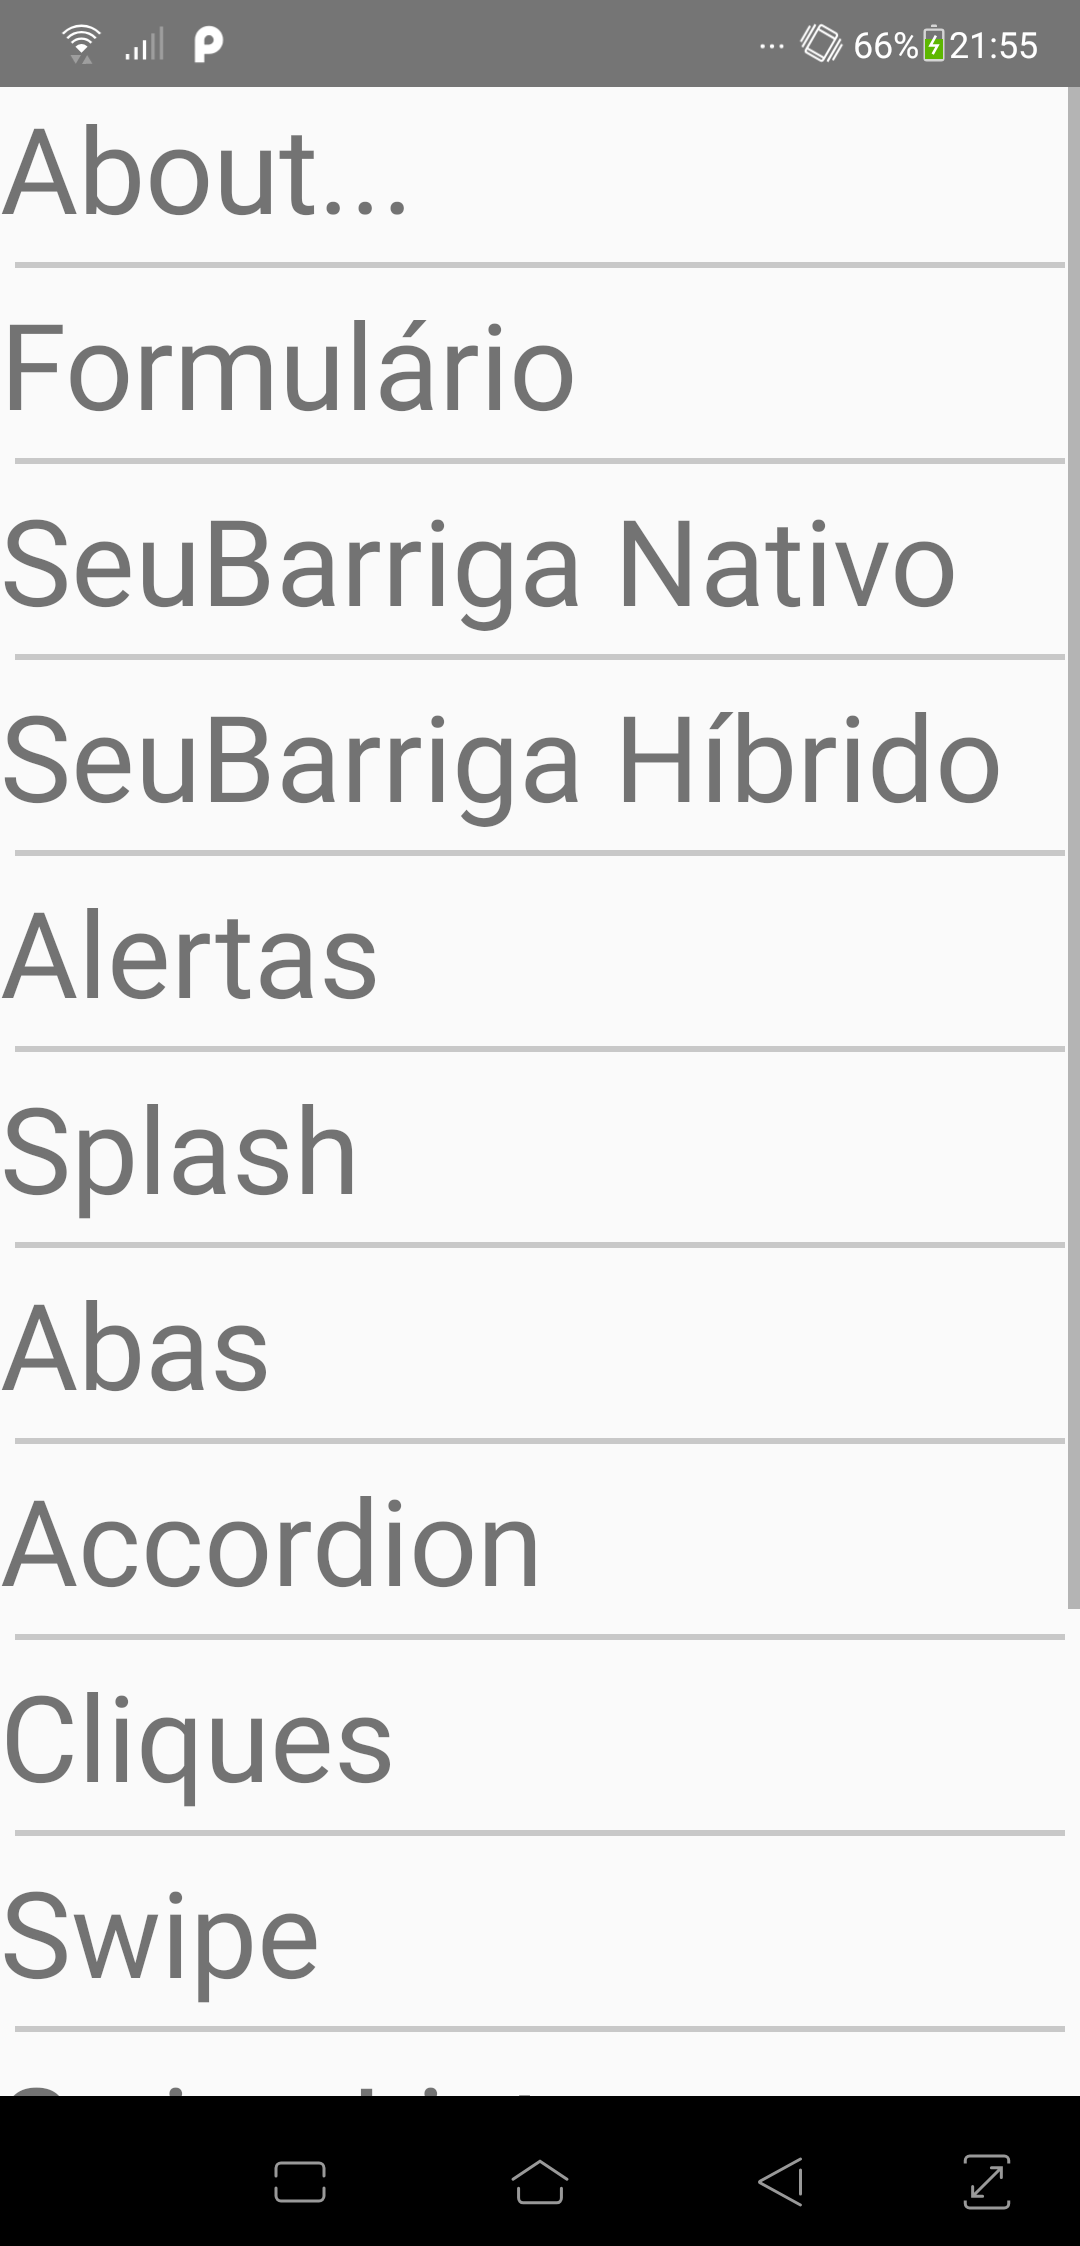 66% 21:55
About...
Formulário
SeuBarriga Nativo
SeuBarriga Híbrido
Alertas
Splash
Abas
Accordion
Cliques
Swipe